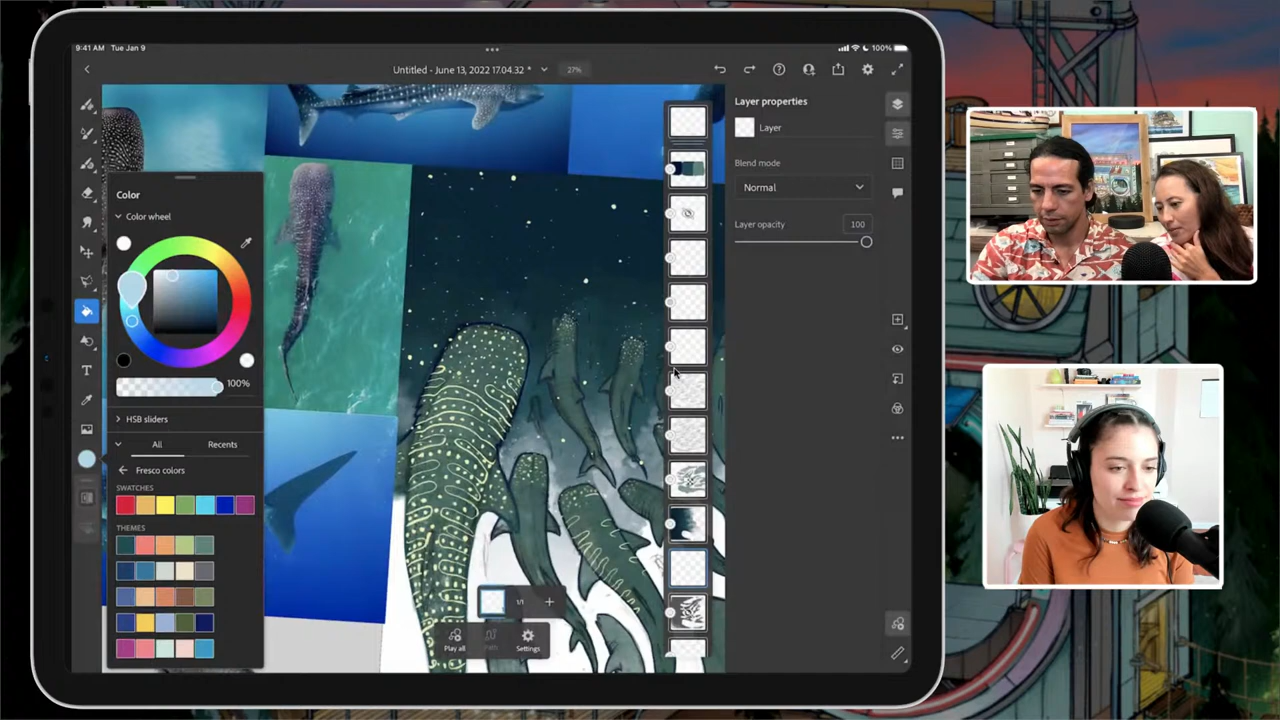 9:41 AM Tue Jan 9
100%
Untitled - June 13, 2022 17.04.32 *
27%
Layer properties
Layer
Blend mode
Normal
Layer opacity
100
Color
Color wheel
100%
HSB sliders
All
Recents
Fresco colors
SWATCHES
THEMES
T
1/1
Play all
Settings